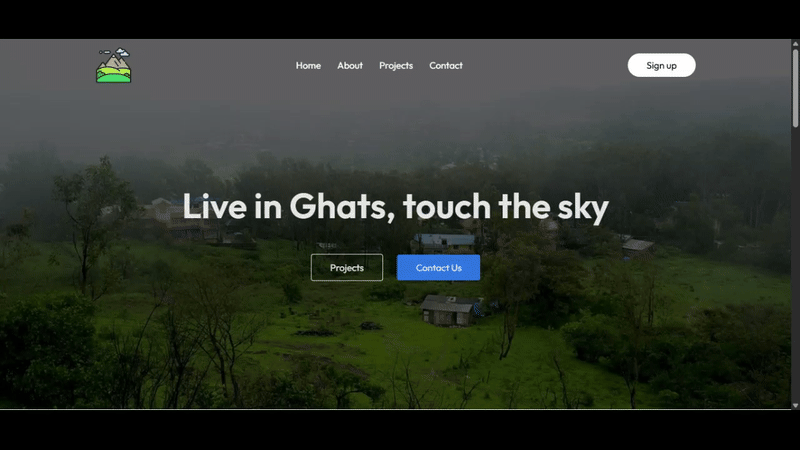 Home About Projects Contact Sign up
Live in Ghats, touch the sky
Projects Contact Us